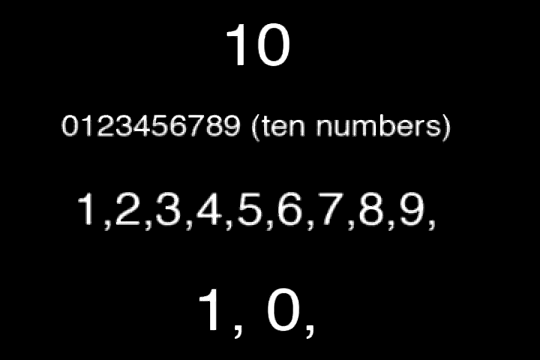 10
0123456789 (ten numbers)
1,2,3,4,5,6,7,8,9,
1, 0,